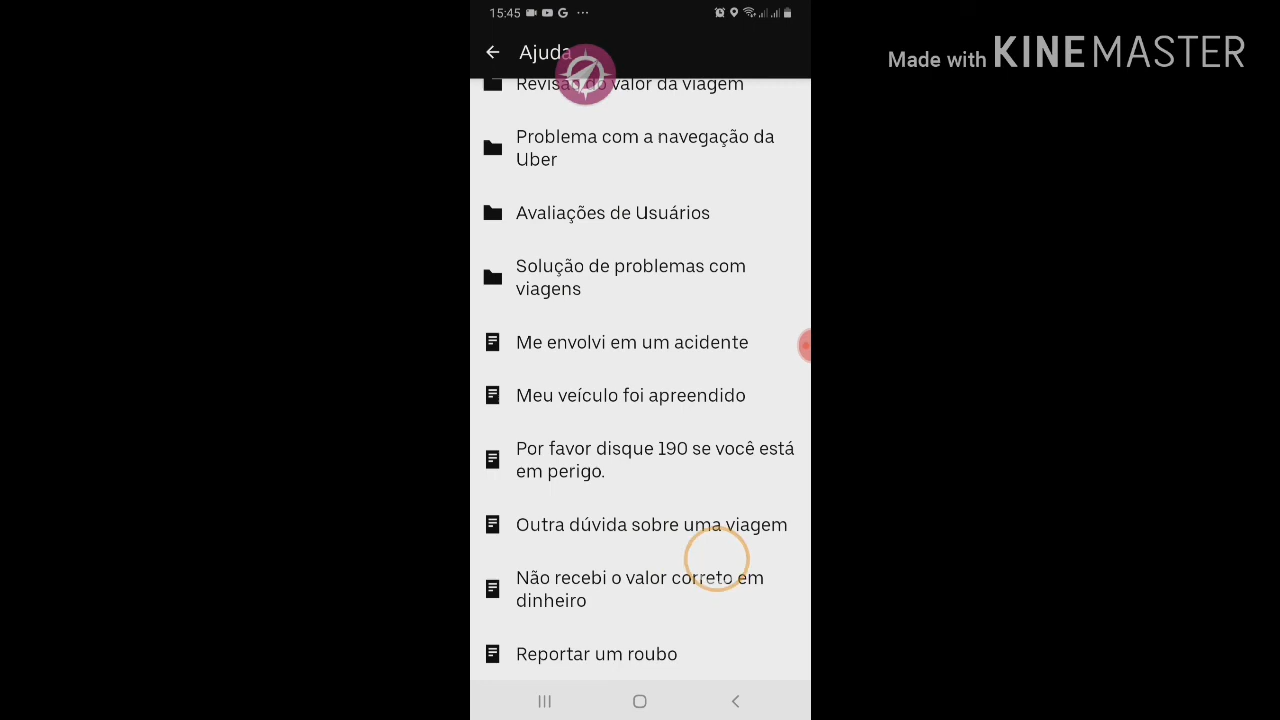 15:45
Made with KINEMASTER
Ajuda
Revisão do valor da viagem
Problema com a navegação da
Uber
Avaliações de Usuários
Solução de problemas com
viagens
Me envolvi em um acidente
Meu veículo foi apreendido
Por favor disque 190 se você está
em perigo.
Outra dúvida sobre uma viagem
Não recebi o valor correto em
dinheiro
Reportar um roubo